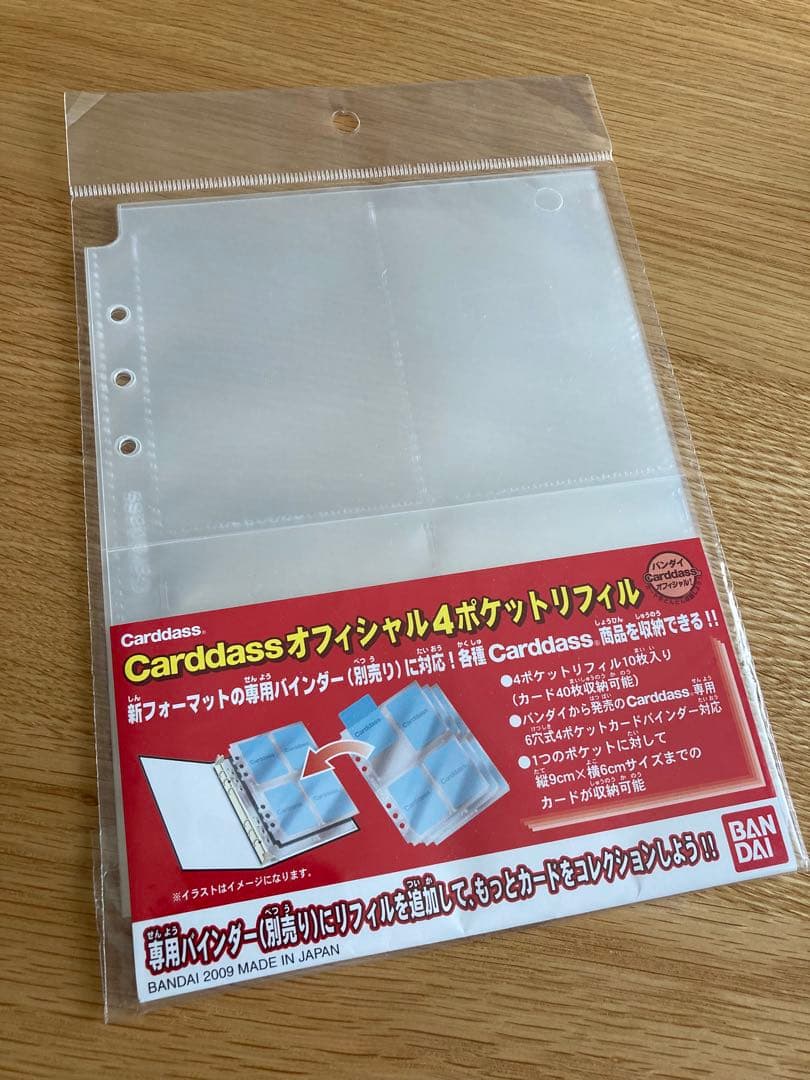 Carddass
バンダイ
Carddass
オフィシャル!
Carddass®
Carddassオフィシャル4ポケットリフィル
新フォーマットの専用バインダー(別売り)に対応!各種Carddass®商品を収納できる!!
●4ポケットリフィル10枚入り
(カード40枚収納可能)
●バンダイから発売のCarddass専用
6穴式4ポケットカードバインダー対応
●1つのポケットに対して
縦9cm×横6cmサイズまでの
カードが収納可能
Carddass
Carddass
Carddass
Carddass
※イラストはイメージになります。
BAN
DAI
専用バインダー(別売り)にリフィルを追加して、もっとカードをコレクションしよう!!
BANDAI 2009 MADE IN JAPAN